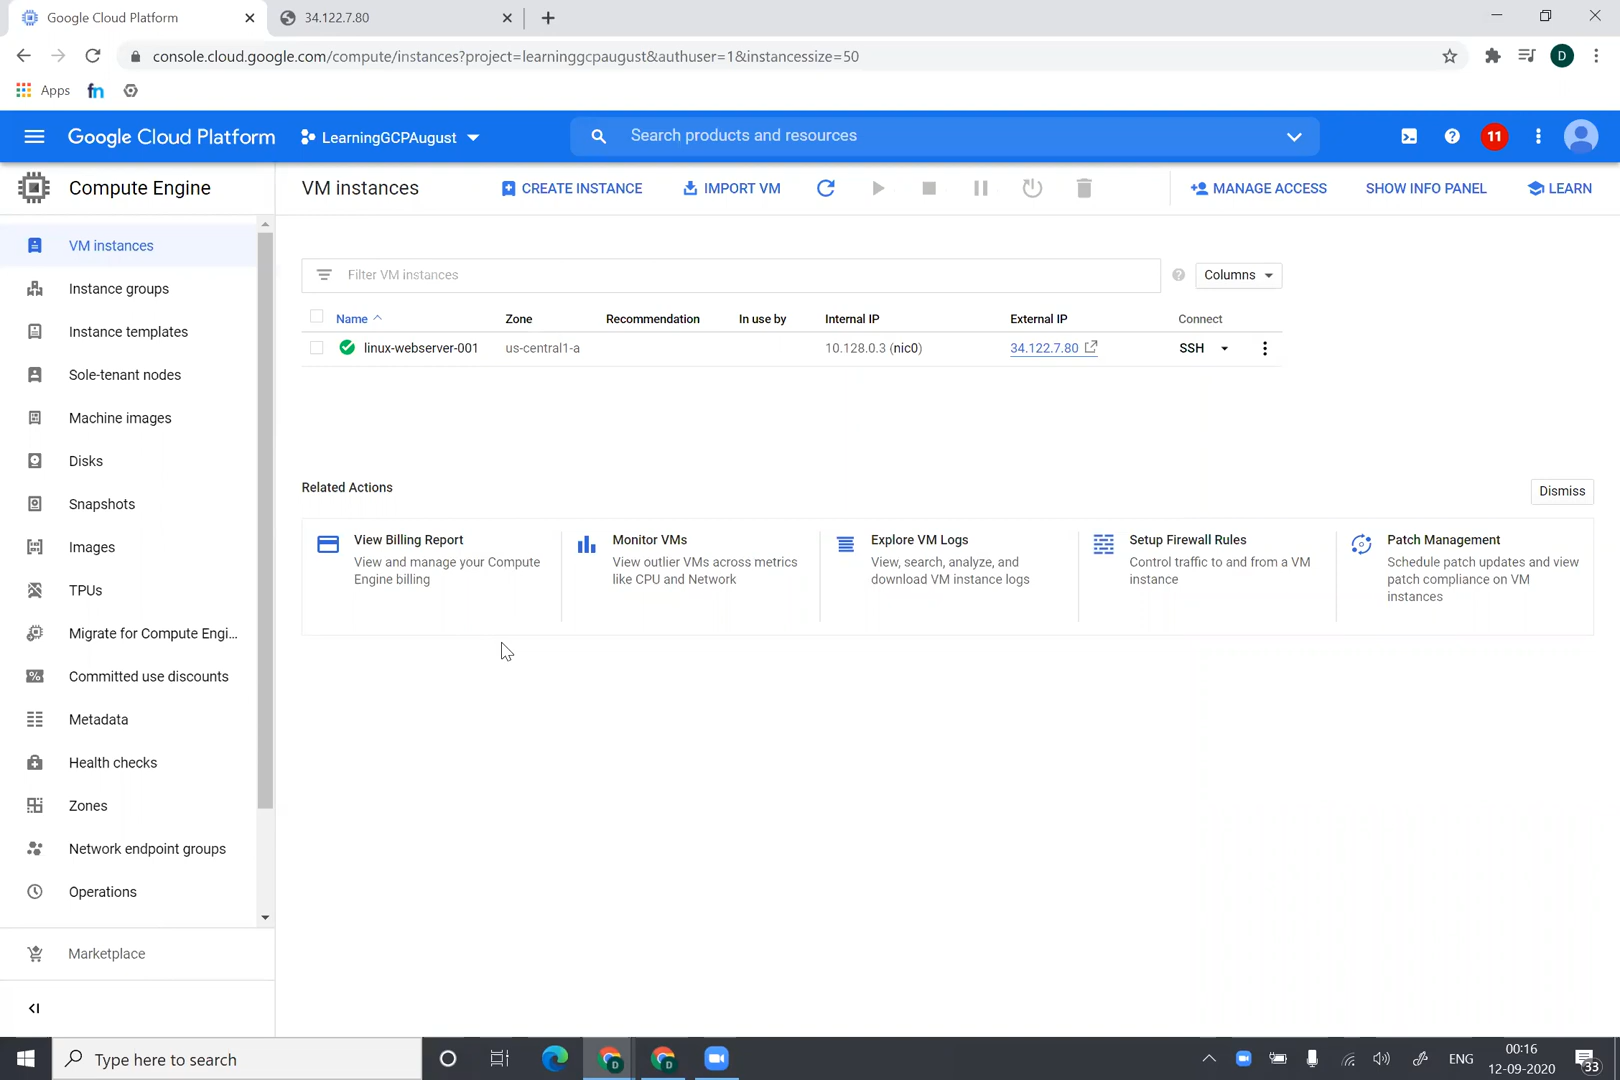 Google Cloud Platform
34.122.7.80
console.cloud.google.com/compute/instances?project=learninggcpaugust&authuser=1&instancessize=50
D
Apps
fn
Google Cloud Platform
LearningGCPAugust
Search products and resources
11
Compute Engine
VM instances
CREATE INSTANCE
IMPORT VM
MANAGE ACCESS
SHOW INFO PANEL
LEARN
VM instances
Instance groups
Instance templates
Sole-tenant nodes
Machine images
Disks
Snapshots
Images
TPUs
Migrate for Compute Engi...
Committed use discounts
Metadata
Health checks
Zones
Network endpoint groups
Operations
Marketplace
Filter VM instances
Columns
Name Zone Recommendation In use by Internal IP External IP Connect
linux-webserver-001 us-central1-a 10.128.0.3 (nic0) 34.122.7.80 SSH
Related Actions
Dismiss
View Billing Report
View and manage your Compute
Engine billing
Monitor VMs
View outlier VMs across metrics
like CPU and Network
Explore VM Logs
View, search, analyze, and
download VM instance logs
Setup Firewall Rules
Control traffic to and from a VM
instance
Patch Management
Schedule patch updates and view
patch compliance on VM
instances
Type here to search
D
D
ENG
00:16
12-09-2020
33